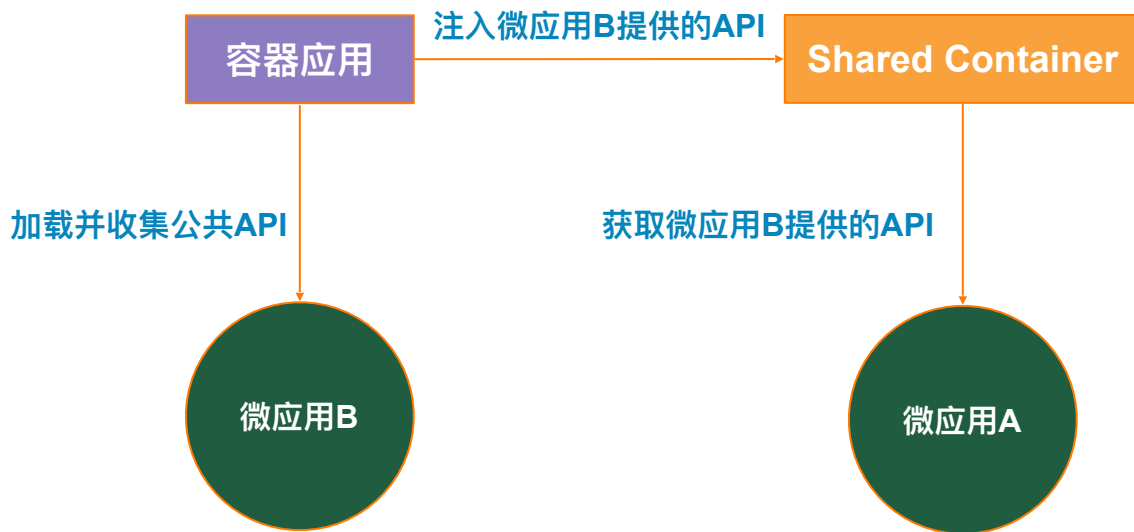 注入微应用B提供的API
容器应用
Shared Container
加载并收集公共API
获取微应用B提供的API
微应用B
微应用A